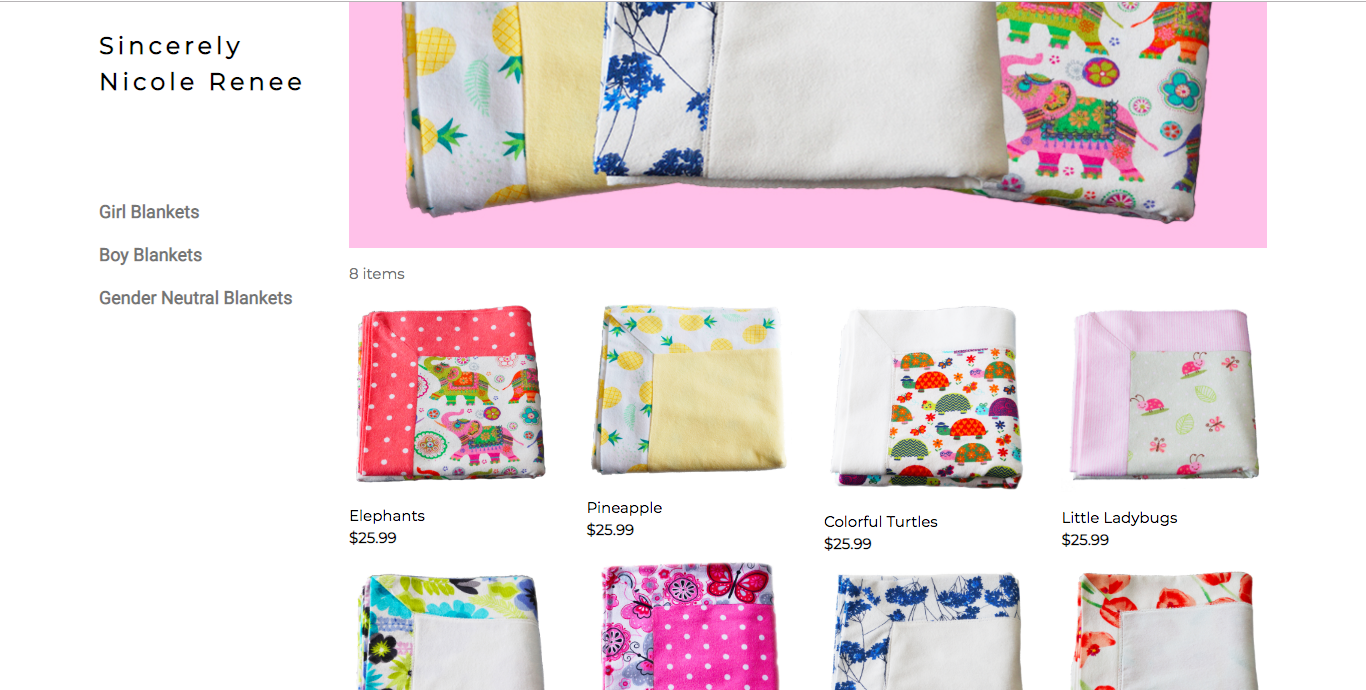 Sincerely
Nicole Renee
Girl Blankets
Boy Blankets
Gender Neutral Blankets
8 items
Elephants
$25.99
Pineapple
$25.99
Colorful Turtles
$25.99
Little Ladybugs
$25.99